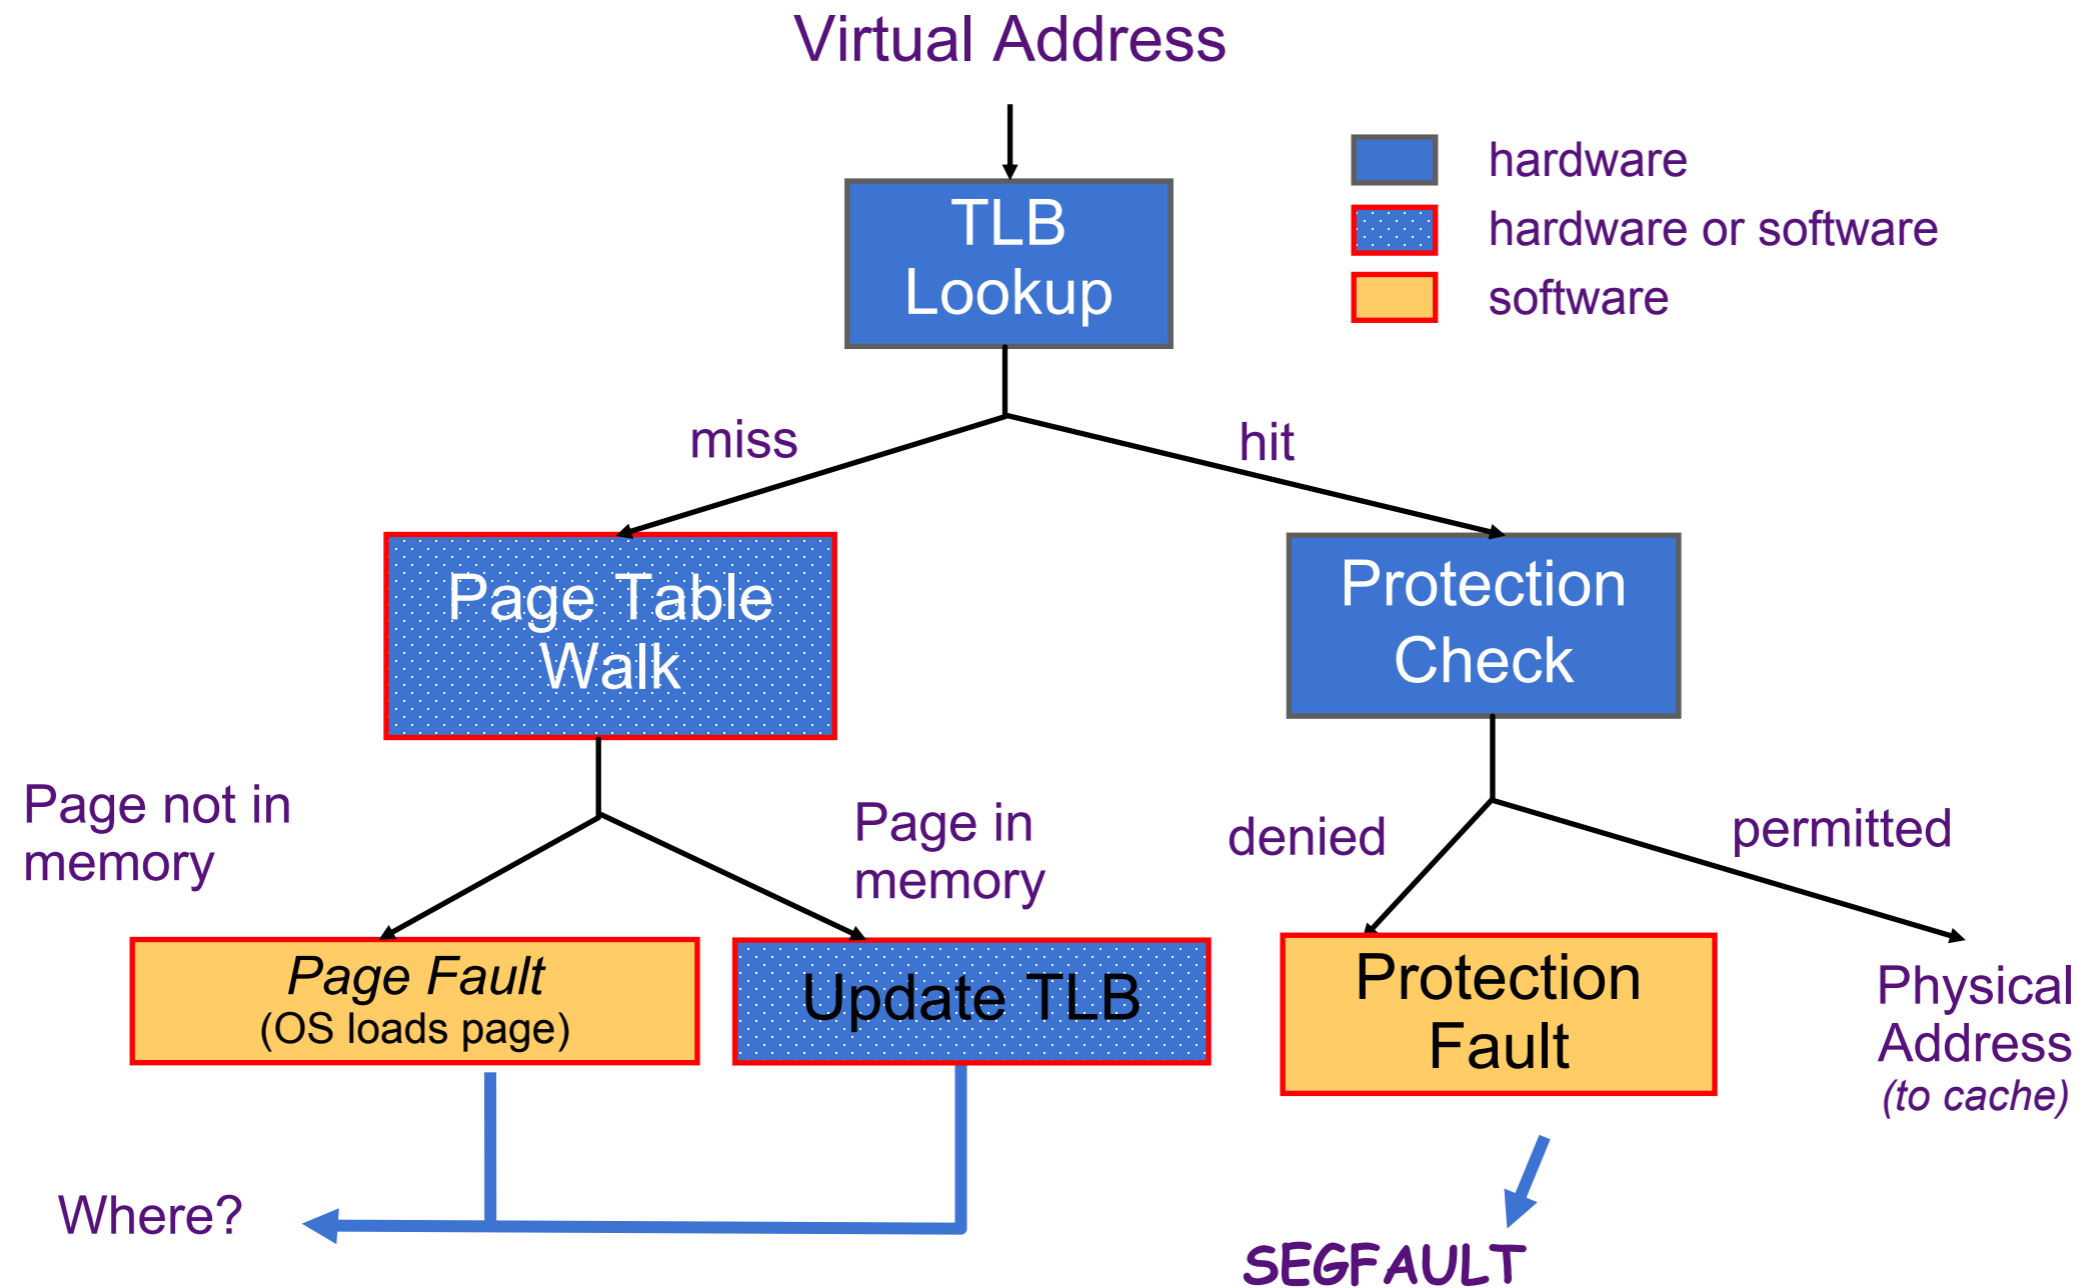 Virtual Address
TLB
Lookup
hardware
hardware or software
software
miss
hit
Page Table
Walk
Protection
Check
Page not in
memory
Page in
memory
denied
permitted
Page Fault
(OS loads page)
Update TLB
Protection
Fault
Physical
Address
(to cache)
Where?
SEGFAULT